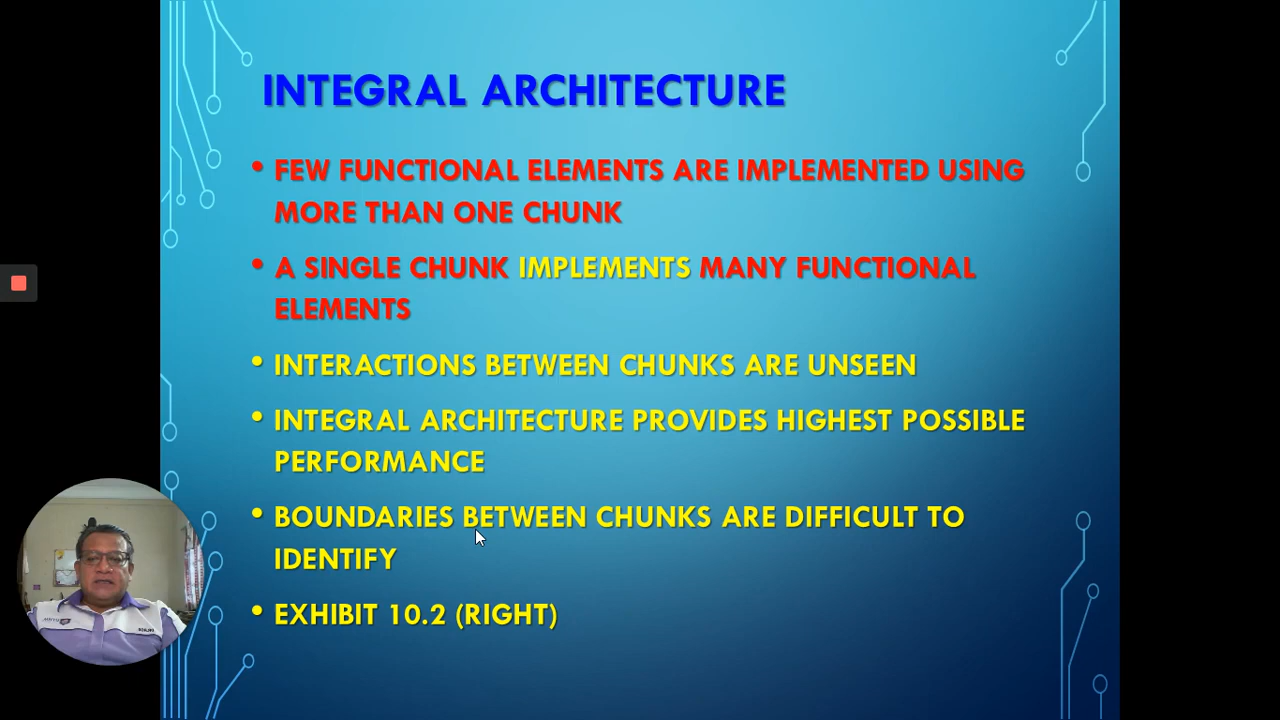 INTEGRAL ARCHITECTURE
• FEW FUNCTIONAL ELEMENTS ARE IMPLEMENTED USING
MORE THAN ONE CHUNK
• A SINGLE CHUNK IMPLEMENTS MANY FUNCTIONAL
ELEMENTS
• INTERACTIONS BETWEEN CHUNKS ARE UNSEEN
• INTEGRAL ARCHITECTURE PROVIDES HIGHEST POSSIBLE
PERFORMANCE
• BOUNDARIES BETWEEN CHUNKS ARE DIFFICULT TO
IDENTIFY
• EXHIBIT 10.2 (RIGHT)